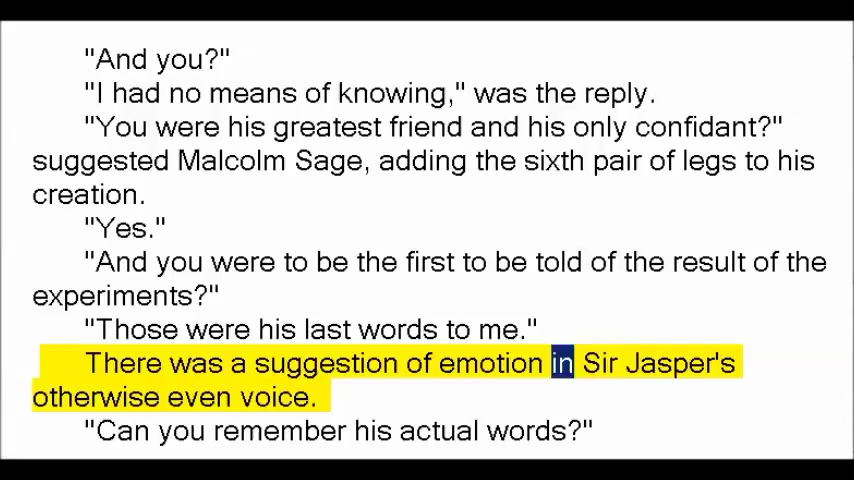 "And you?"
"I had no means of knowing," was the reply.
"You were his greatest friend and his only confidant?"
suggested Malcolm Sage, adding the sixth pair of legs to his
creation.
"Yes."
"And you were to be the first to be told of the result of the
experiments?"
"Those were his last words to me."
There was a suggestion of emotion in Sir Jasper's
otherwise even voice.
"Can you remember his actual words?"